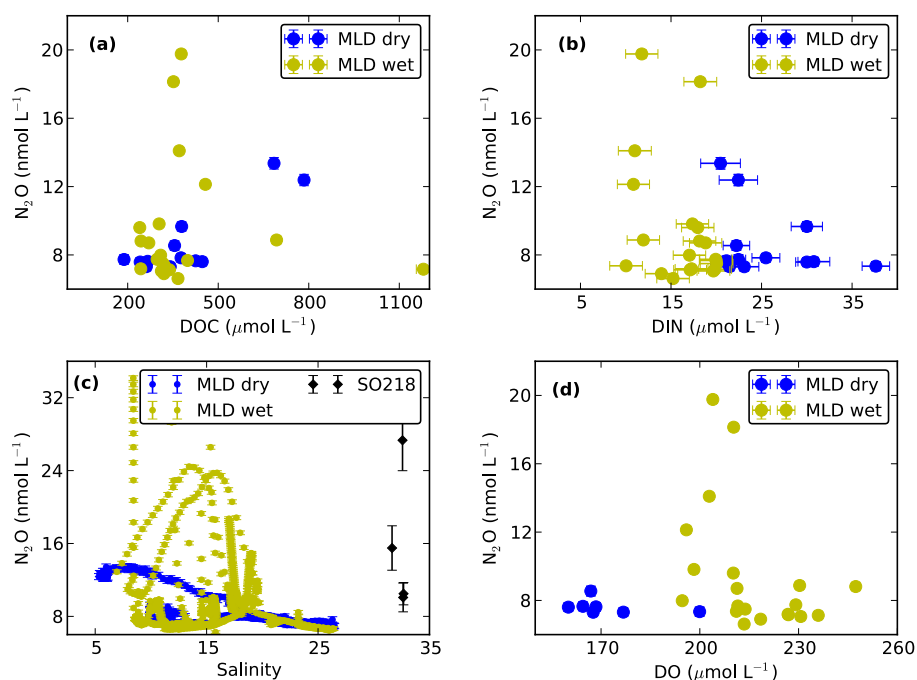 (a)
MLD dry
MLD wet
20
16
12
8
N₂O (nmol L⁻¹)
200 500 800 1100
DOC (μmol L⁻¹)
(b)
MLD dry
MLD wet
20
16
12
8
N₂O (nmol L⁻¹)
5 15 25 35
DIN (μmol L⁻¹)
(c)
MLD dry
MLD wet
SO218
32
24
16
8
N₂O (nmol L⁻¹)
5 15 25 35
Salinity
(d)
MLD dry
MLD wet
20
16
12
8
N₂O (nmol L⁻¹)
170 200 230 260
DO (μmol L⁻¹)